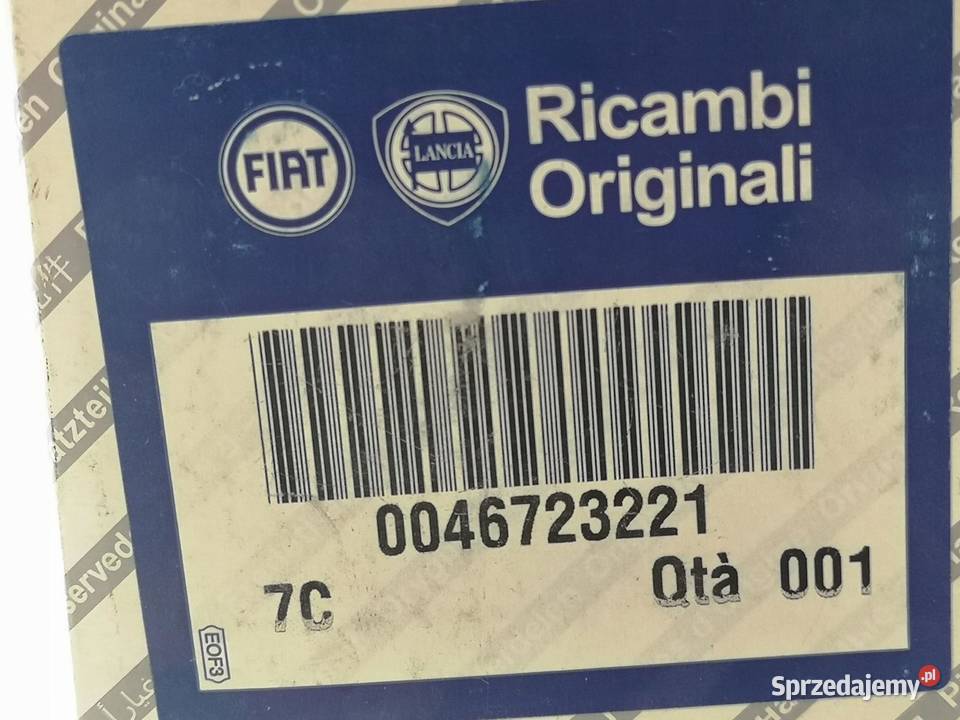 FIAT
LANCIA
Ricambi
Originali
0046723221
7C
Qtà 001
EOF3
Sprzedajemy.pl